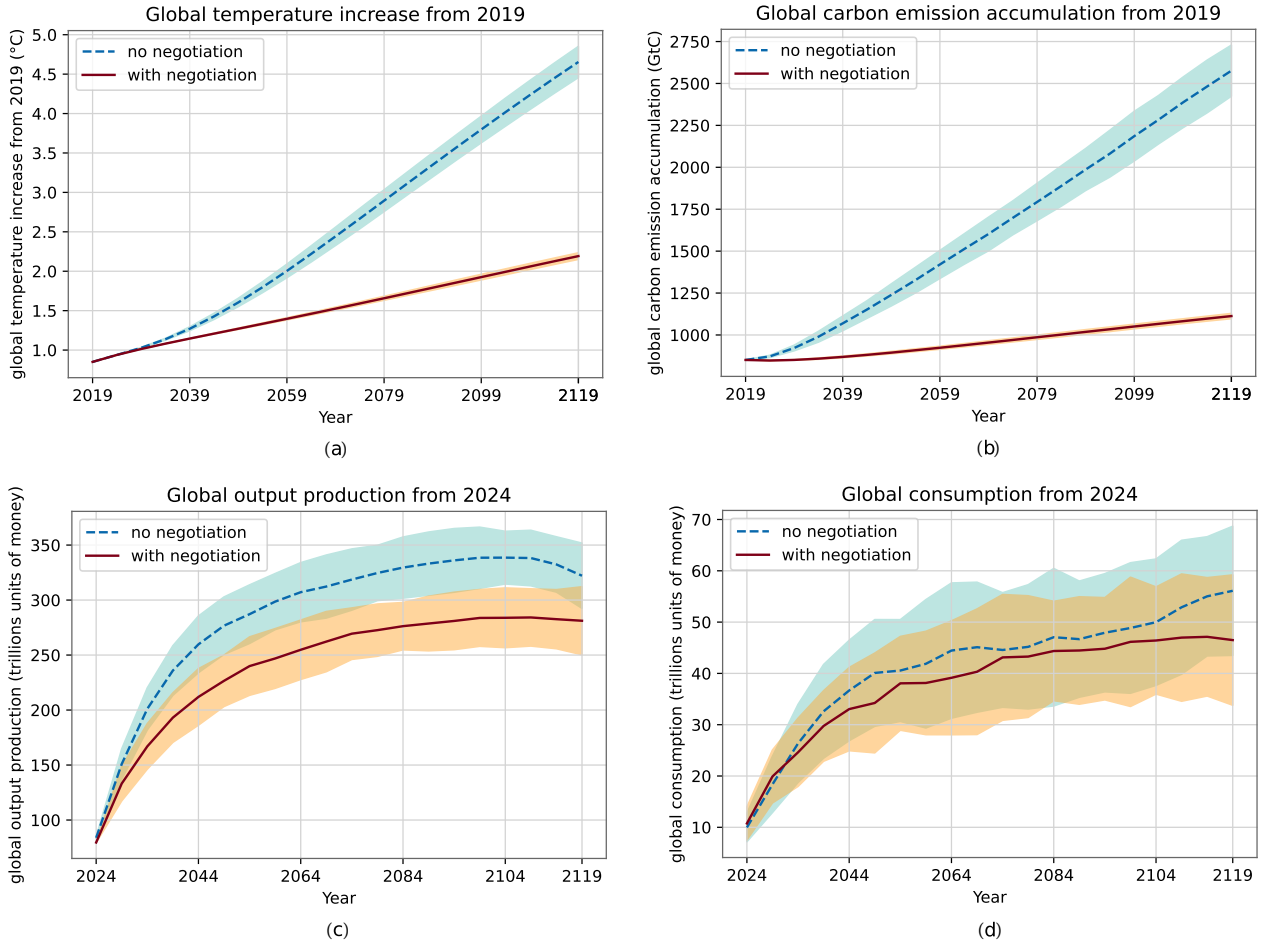 Global temperature increase from 2019
global temperature increase from 2019 (°C)
5.0
4.5
4.0
3.5
3.0
2.5
2.0
1.5
1.0
no negotiation
with negotiation
2019 2039 2059 2079 2099 2119
Year
(a)
Global carbon emission accumulation from 2019
global carbon emission accumulation (GtC)
2750
2500
2250
2000
1750
1500
1250
1000
no negotiation
with negotiation
2019 2039 2059 2079 2099 2119
Year
(b)
Global output production from 2024
global output production (trillions units of money)
350
300
250
200
150
100
no negotiation
with negotiation
2024 2044 2064 2084 2104 2119
Year
(c)
Global consumption from 2024
global consumption (trillions units of money)
70
60
50
40
30
20
10
no negotiation
with negotiation
2024 2044 2064 2084 2104 2119
Year
(d)